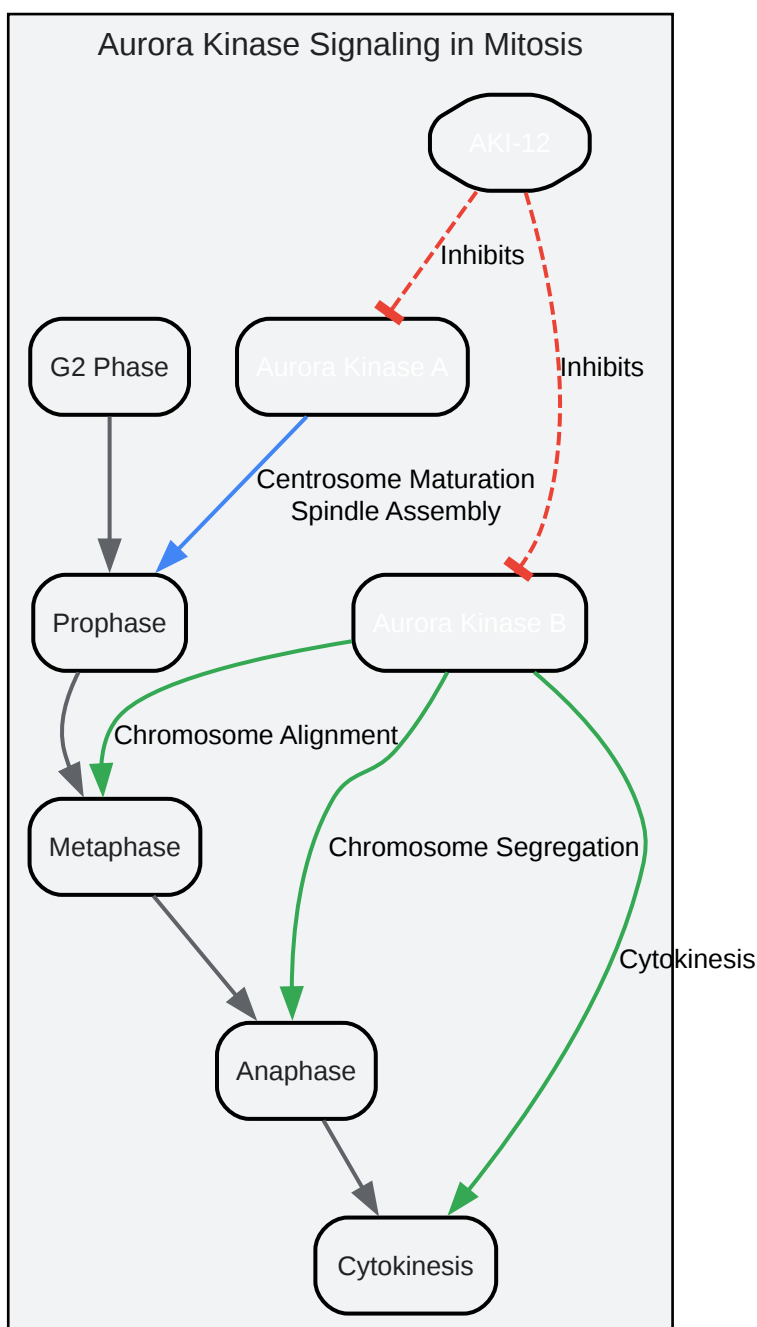 Aurora Kinase Signaling in Mitosis
AKI-12
Inhibits
G2 Phase
Aurora Kinase A
Inhibits
Centrosome Maturation
Spindle Assembly
Prophase
Aurora Kinase B
Chromosome Alignment
Metaphase
Chromosome Segregation
Cytokinesis
Anaphase
Cytokinesis